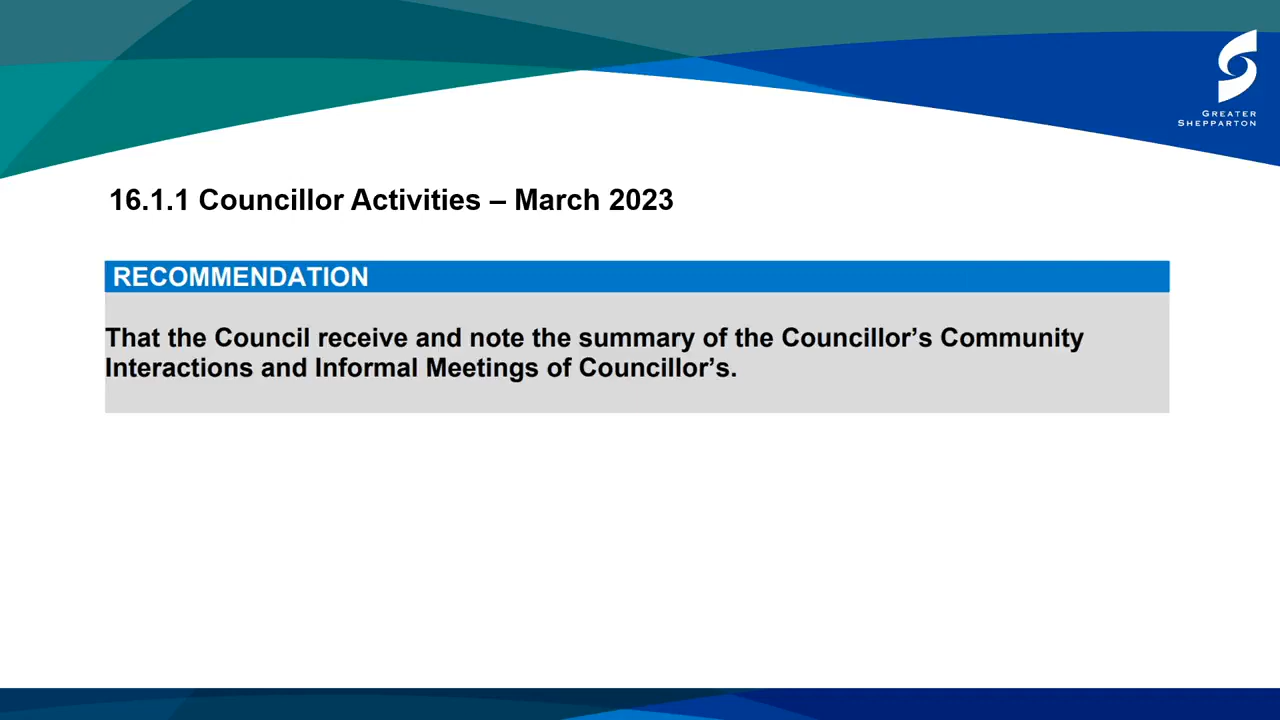 GREATER
SHEPPARTON
16.1.1 Councillor Activities – March 2023
RECOMMENDATION
That the Council receive and note the summary of the Councillor’s Community
Interactions and Informal Meetings of Councillor’s.